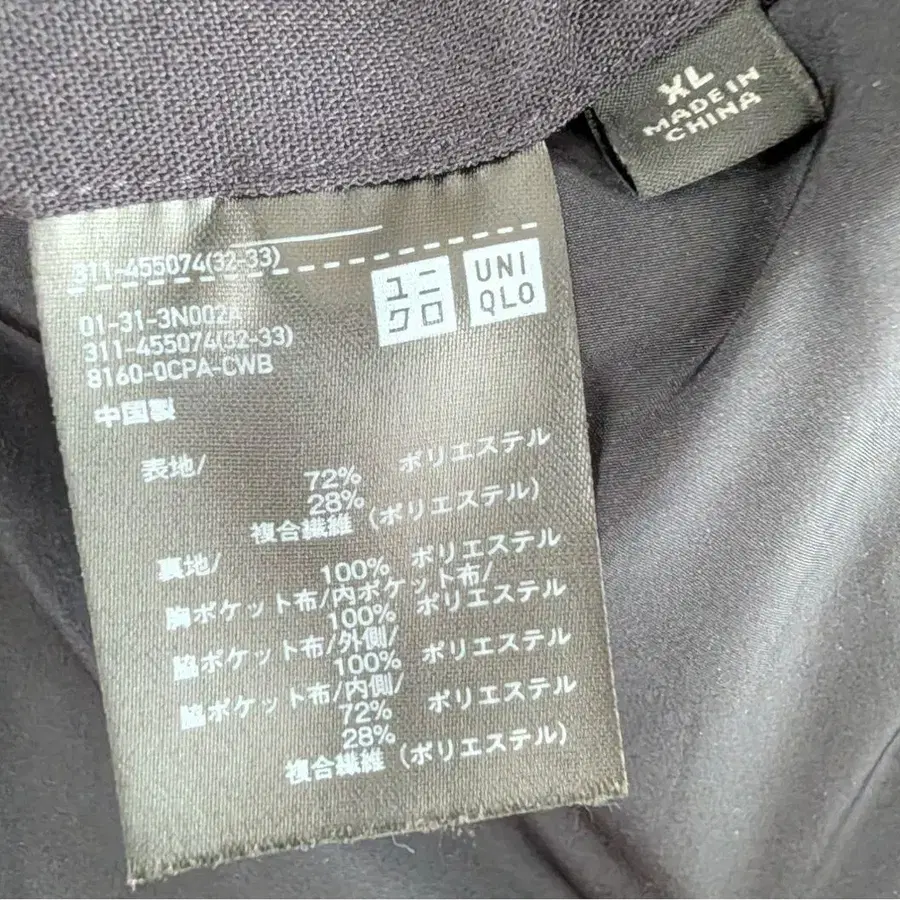 XL
MADE IN
CHINA
311-455074(32-33)
ユニ
クロ
UNI
QLO
01-31-3N002A
311-455074(32-33)
8160-0CPA-CWB
中国製
表地/
72% ポリエステル
28%
複合繊維 (ポリエステル)
裏地/
100% ポリエステル
胸ポケット布/内ポケット布/
100% ポリエステル
脇ポケット布/外側/
100% ポリエステル
脇ポケット布/内側/
72% ポリエステル
28%
複合繊維 (ポリエステル)